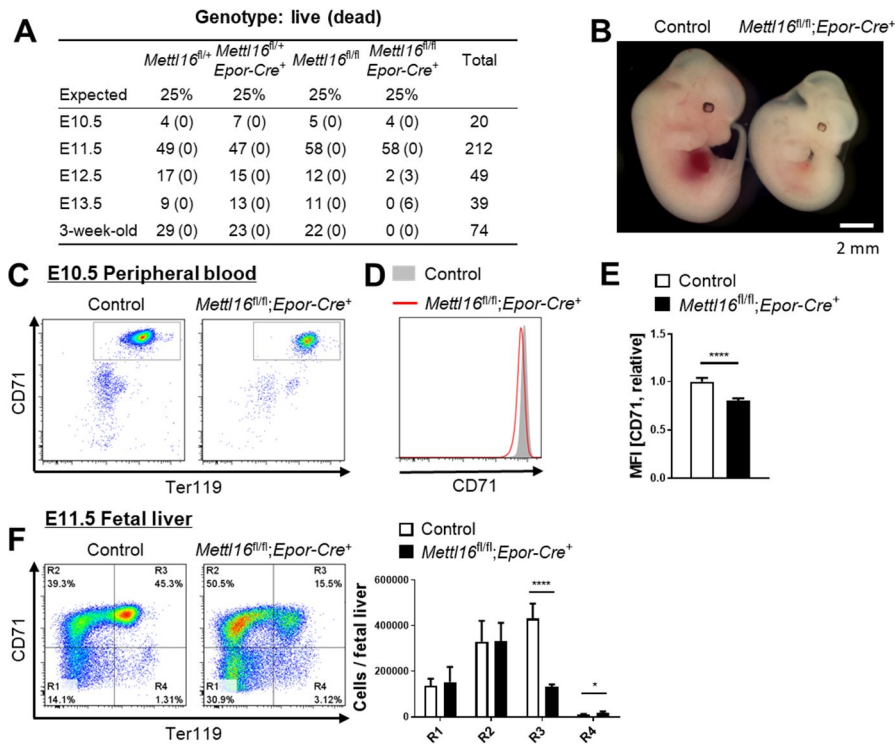 A
Genotype: live (dead)
Mettl16fl/+ Mettl16fl/+ Epor-Cre+ Mettl16fl/fl Mettl16fl/fl Epor-Cre+ Total
Expected 25% 25% 25% 25%
E10.5 4 (0) 7 (0) 5 (0) 4 (0) 20
E11.5 49 (0) 47 (0) 58 (0) 58 (0) 212
E12.5 17 (0) 15 (0) 12 (0) 2 (3) 49
E13.5 9 (0) 13 (0) 11 (0) 0 (6) 39
3-week-old 29 (0) 23 (0) 22 (0) 0 (0) 74
B
Control Mettl16fl/fl;Epor-Cre+
2 mm
C E10.5 Peripheral blood
Control Mettl16fl/fl;Epor-Cre+
CD71
Ter119
D
Control
Mettl16fl/fl;Epor-Cre+
CD71
E
Control
Mettl16fl/fl;Epor-Cre+
MFI [CD71, relative]
1.5
1.0
0.5
0.0
****
E11.5 Fetal liver
F
Control Mettl16fl/fl;Epor-Cre+
R2 R3
39.3% 45.3%
R1 R4
14.1% 1.31%
R2 R3
50.5% 15.5%
R1 R4
30.9% 3.12%
CD71
Ter119
Control
Mettl16fl/fl;Epor-Cre+
Cells / fetal liver
600000
400000
200000
0
****
*
R1 R2 R3 R4